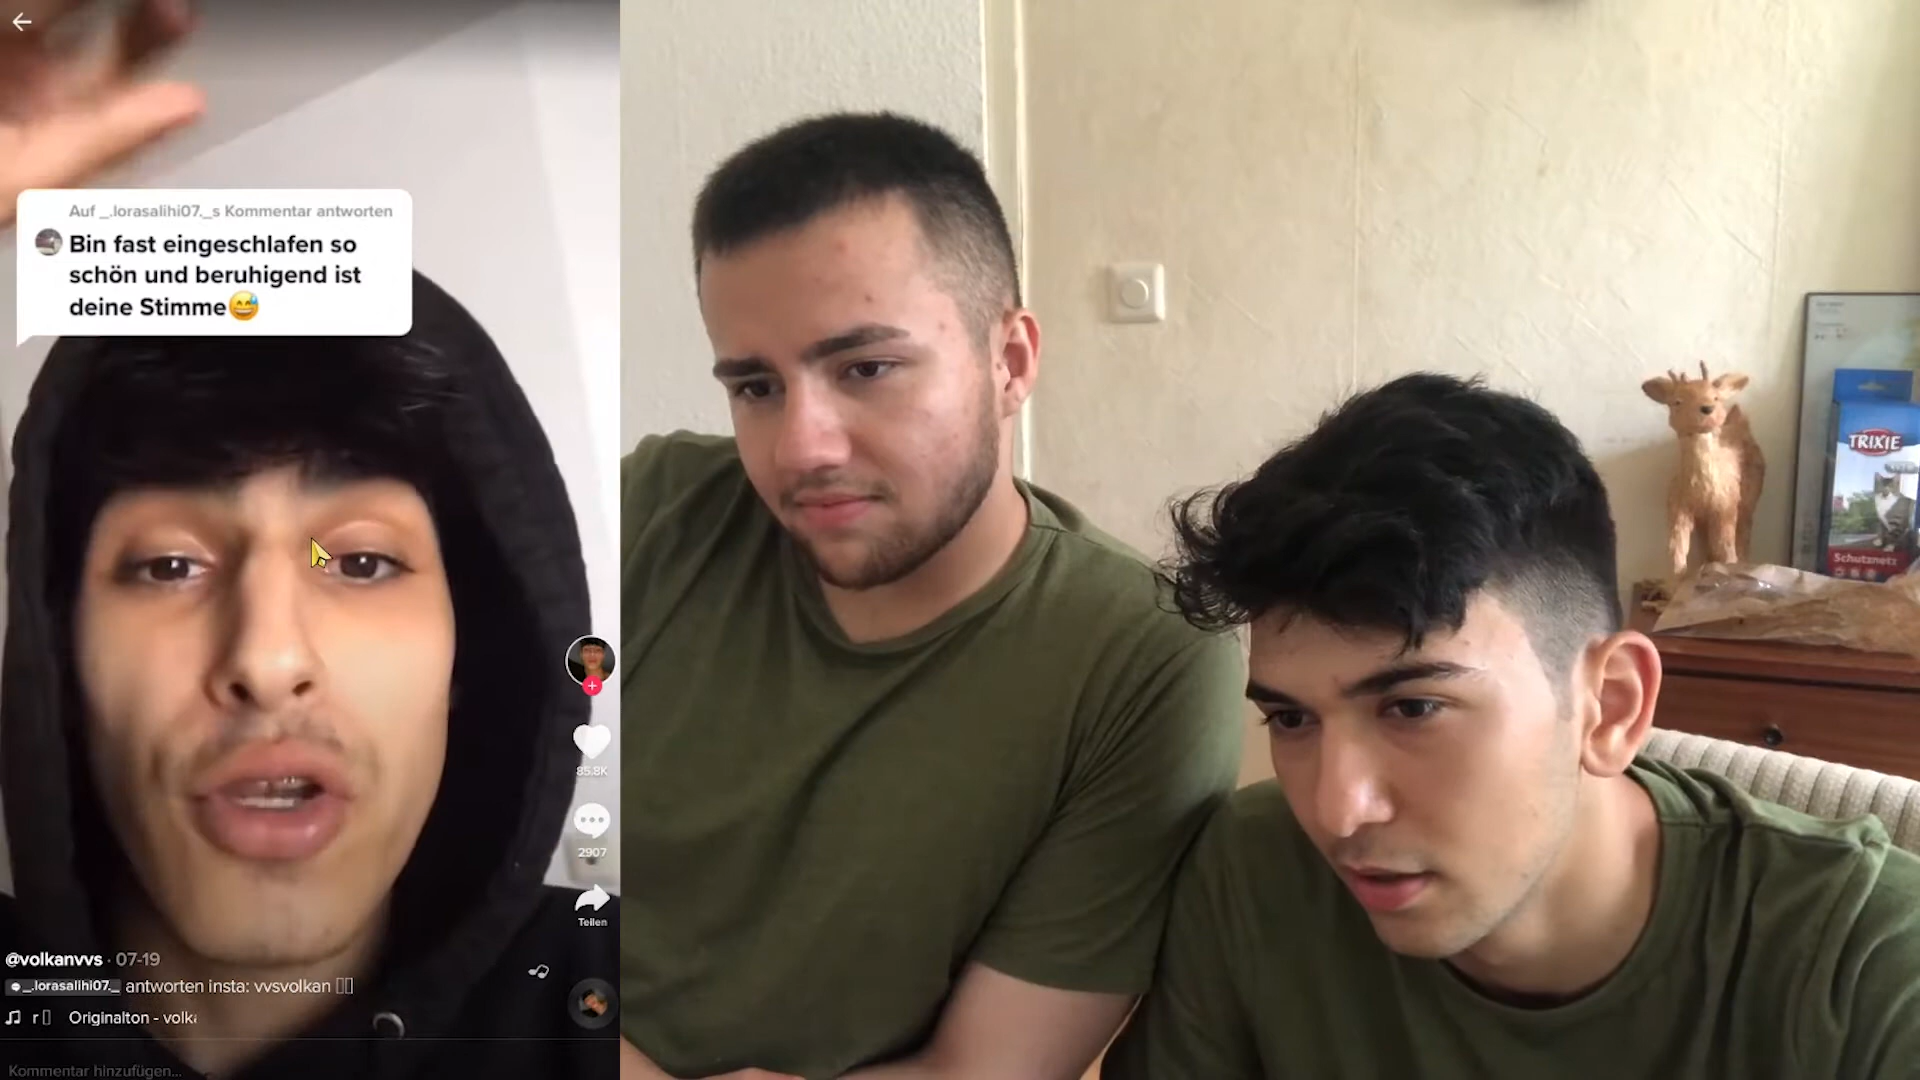 Auf _.lorasalihi07._s Kommentar antworten
Bin fast eingeschlafen so
schön und beruhigend ist
deine Stimme😅
85.8K
2907
Teilen
@volkanvvs · 07-19
_.lorasalihi07._ antworten insta: vvsvolkan
r Originalton - volk
Kommentar hinzufügen...
TRIXIE
Schutznetz